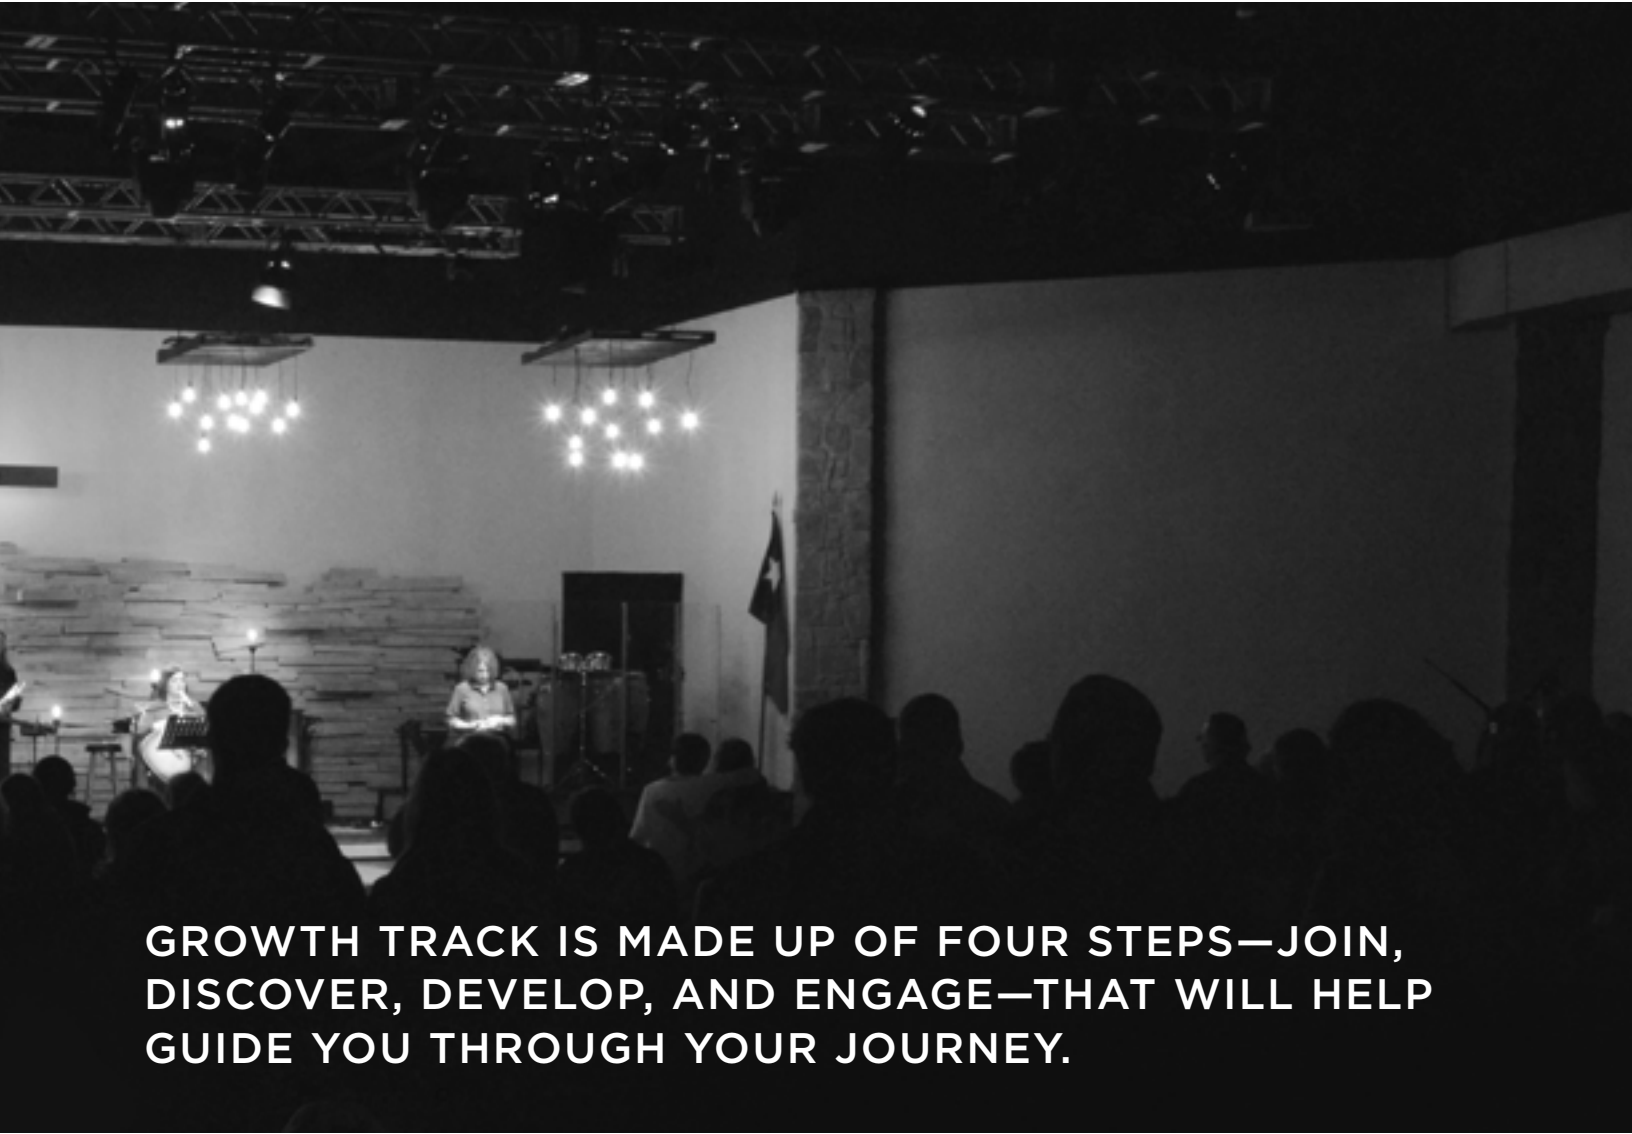 GROWTH TRACK IS MADE UP OF FOUR STEPS—JOIN,
DISCOVER, DEVELOP, AND ENGAGE—THAT WILL HELP
GUIDE YOU THROUGH YOUR JOURNEY.